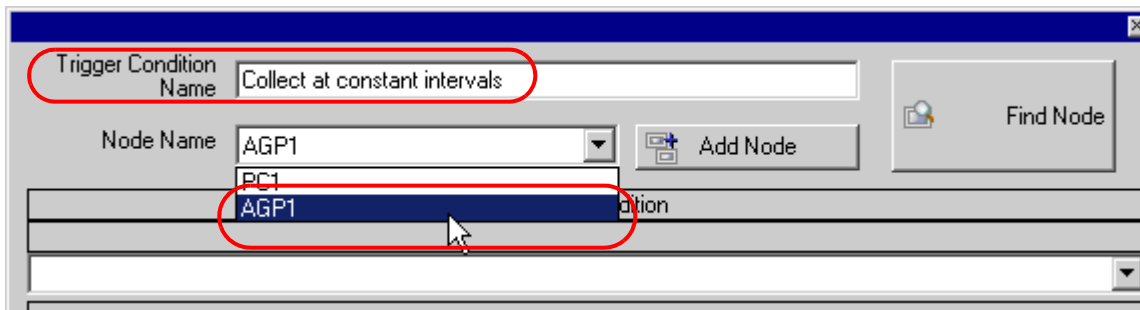 Trigger Condition
Name
Collect at constant intervals
Find Node
Node Name
AGP1
Add Node
PC1
AGP1
dition